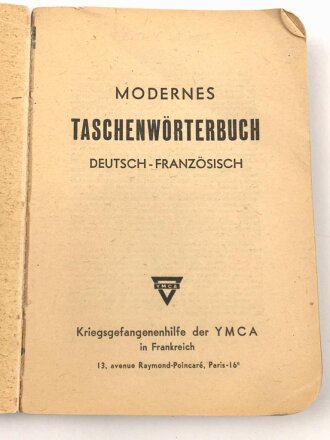 MODERNES
TASCHENWÖRTERBUCH
DEUTSCH-FRANZÖSISCH
YMCA
Kriegsgefangenenhilfe der YMCA
in Frankreich
13, avenue Raymond-Poincaré, Paris-16e